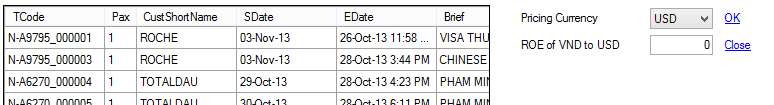 TCode Pax CustShortName SDate EDate Brief
N-A9795_000001 1 ROCHE 03-Nov-13 26-Oct-13 11:58 ... VISA THU
N-A9795_000003 1 ROCHE 03-Nov-13 28-Oct-13 3:44 PM CHINESE
N-A6270_000004 1 TOTALDAU 29-Oct-13 28-Oct-13 4:23 PM PHAM MIN
N-A6270_000005 1 TOTALDAU 30-Oct-13 28-Oct-13 6:11 PM PHAM MIN
Pricing Currency USD OK
ROE of VND to USD 0 Close